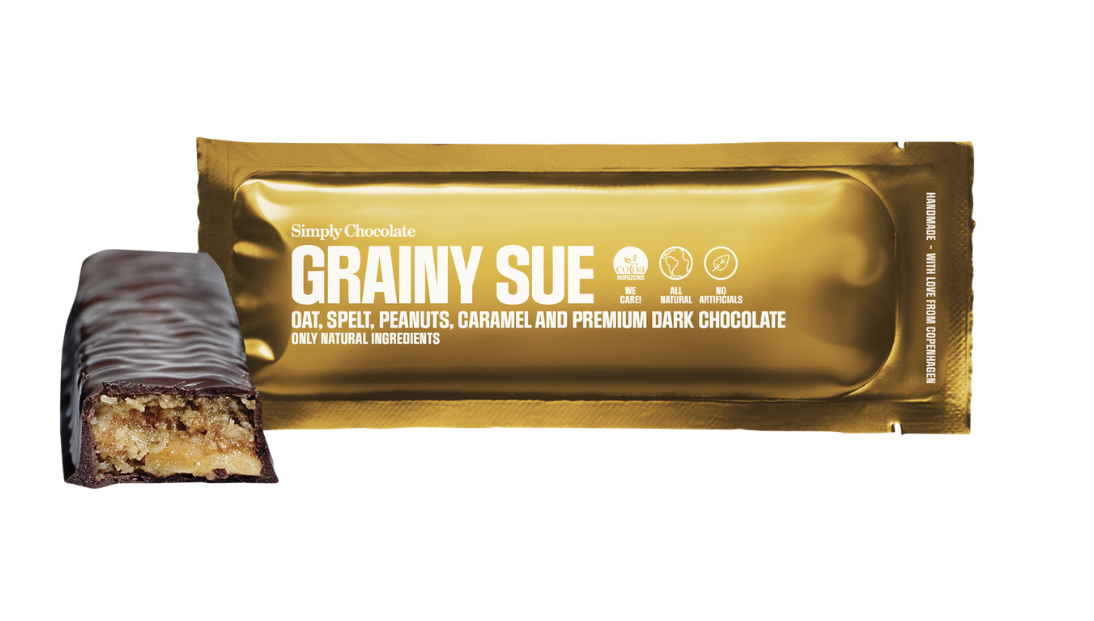 Simply Chocolate
GRAINY SUE
cocoa
HORIZONS
WE
CARE!
ALL
NATURAL
NO
ARTIFICIALS
OAT, SPELT, PEANUTS, CARAMEL AND PREMIUM DARK CHOCOLATE
ONLY NATURAL INGREDIENTS
HANDMADE - WITH LOVE FROM COPENHAGEN